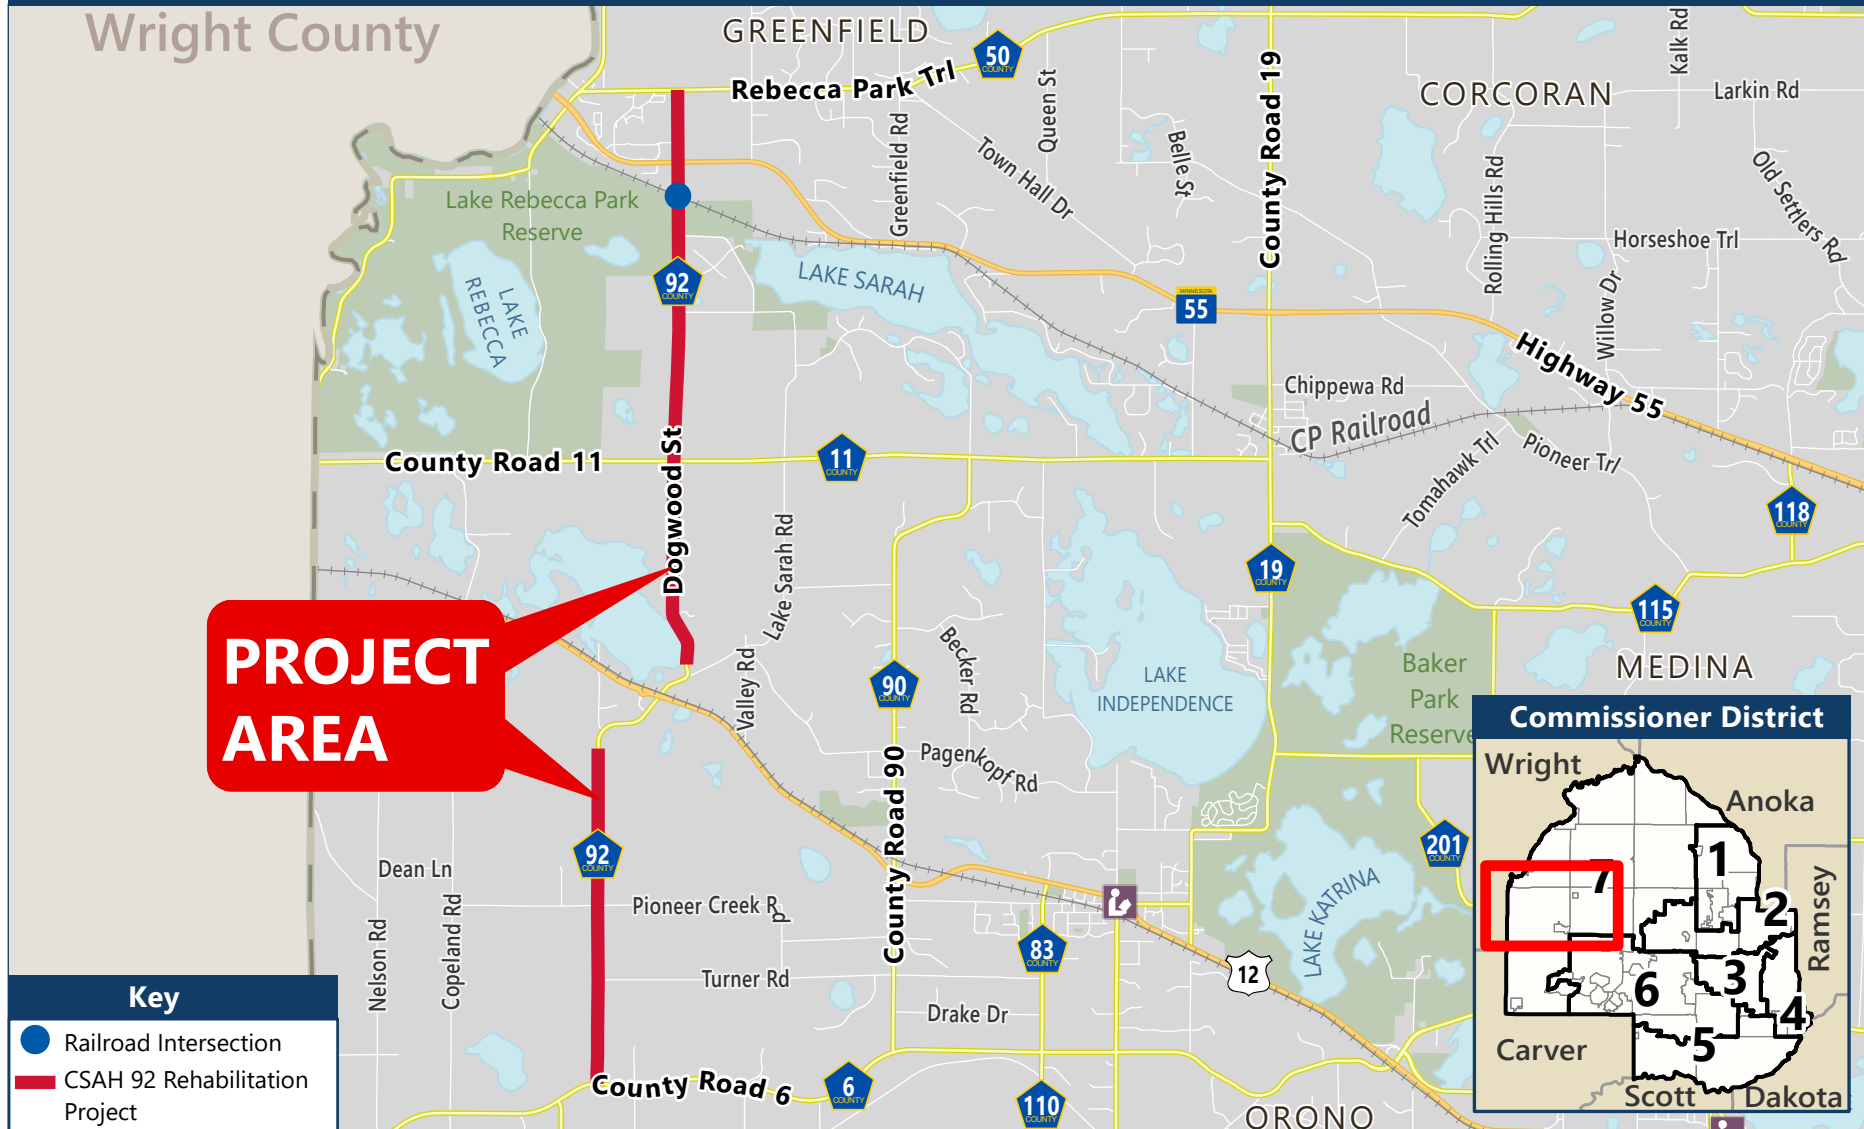 Wright County
GREENFIELD
50
COUNTY
Rebecca Park Trl
Kalk Rd
CORCORAN
Larkin Rd
County Road 19
Queen St
Greenfield Rd
Town Hall Dr
Belle St
Rolling Hills Rd
Old Settlers Rd
Lake Rebecca Park
Reserve
Horseshoe Trl
Willow Dr
LAKE
REBECCA
92
COUNTY
LAKE SARAH
MINNESOTA
55
Highway 55
Chippewa Rd
CP Railroad
Dogwood St
County Road 11
11
COUNTY
Tomahawk Trl
Pioneer Trl
118
COUNTY
Lake Sarah Rd
19
COUNTY
115
COUNTY
PROJECT
AREA
Valley Rd
Becker Rd
90
COUNTY
LAKE
INDEPENDENCE
Baker
Park
Reserve
MEDINA
Pagenkopf Rd
County Road 90
201
COUNTY
92
COUNTY
Dean Ln
Pioneer Creek Rd
Nelson Rd
Copeland Rd
Turner Rd
83
COUNTY
LAKE KATRINA
12
Drake Dr
County Road 6
6
COUNTY
110
COUNTY
ORONO
Key
Railroad Intersection
CSAH 92 Rehabilitation
Project
Commissioner District
Wright
Anoka
1
7
2
Ramsey
3
6
4
5
Carver
Scott
Dakota